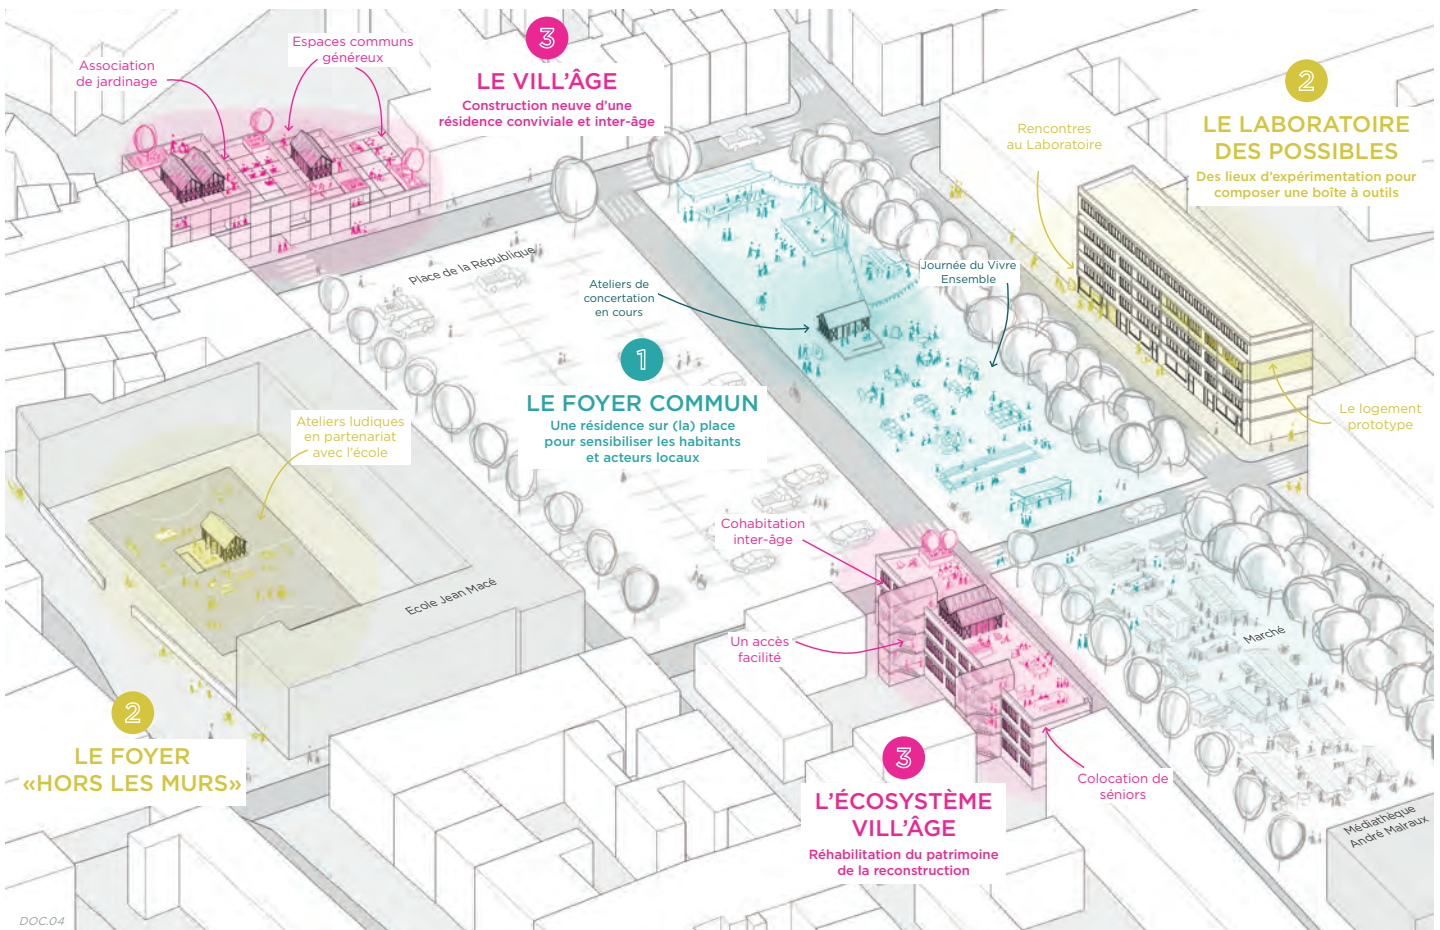 3
LE VILL'ÂGE
Construction neuve d'une
résidence conviviale et inter-âge
Association
de jardinage
Espaces communs
généreux
2
LE LABORATOIRE
DES POSSIBLES
Des lieux d'expérimentation pour
composer une boîte à outils
Rencontres
au Laboratoire
Le logement
prototype
Place de la République
Ateliers de
concertation
en cours
Journée du Vivre
Ensemble
1
LE FOYER COMMUN
Une résidence sur (la) place
pour sensibiliser les habitants
et acteurs locaux
Ateliers ludiques
en partenariat
avec l'école
Ecole Jean Macé
2
LE FOYER
«HORS LES MURS»
Cohabitation
inter-âge
Un accès
facilité
Marché
3
L'ÉCOSYSTÈME
VILL'ÂGE
Réhabilitation du patrimoine
de la reconstruction
Colocation de
séniors
Médiathèque
André Malraux
DOC.04